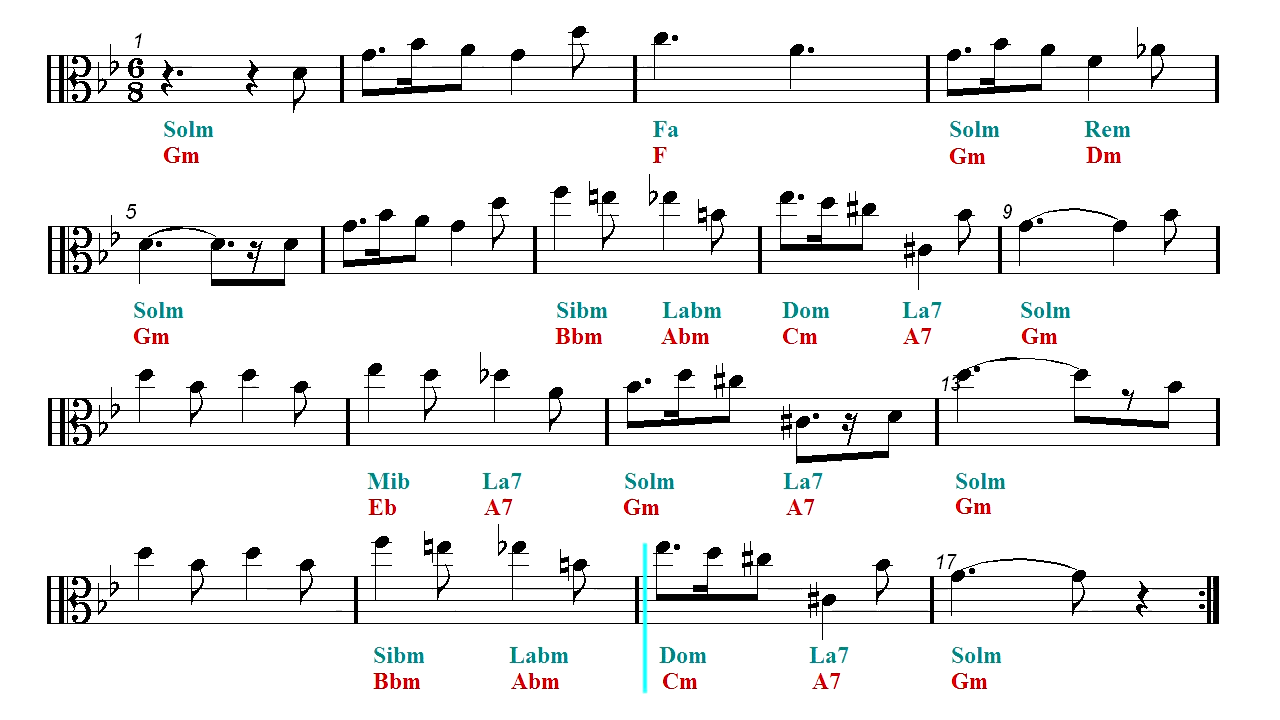 1
6
8
Solm Fa Solm Rem
Gm F Gm Dm
5 9
Solm Sibm Labm Dom La7 Solm
Gm Bbm Abm Cm A7 Gm
13
Mib La7 Solm La7 Solm
Eb A7 Gm A7 Gm
17
Sibm Labm Dom La7 Solm
Bbm Abm Cm A7 Gm